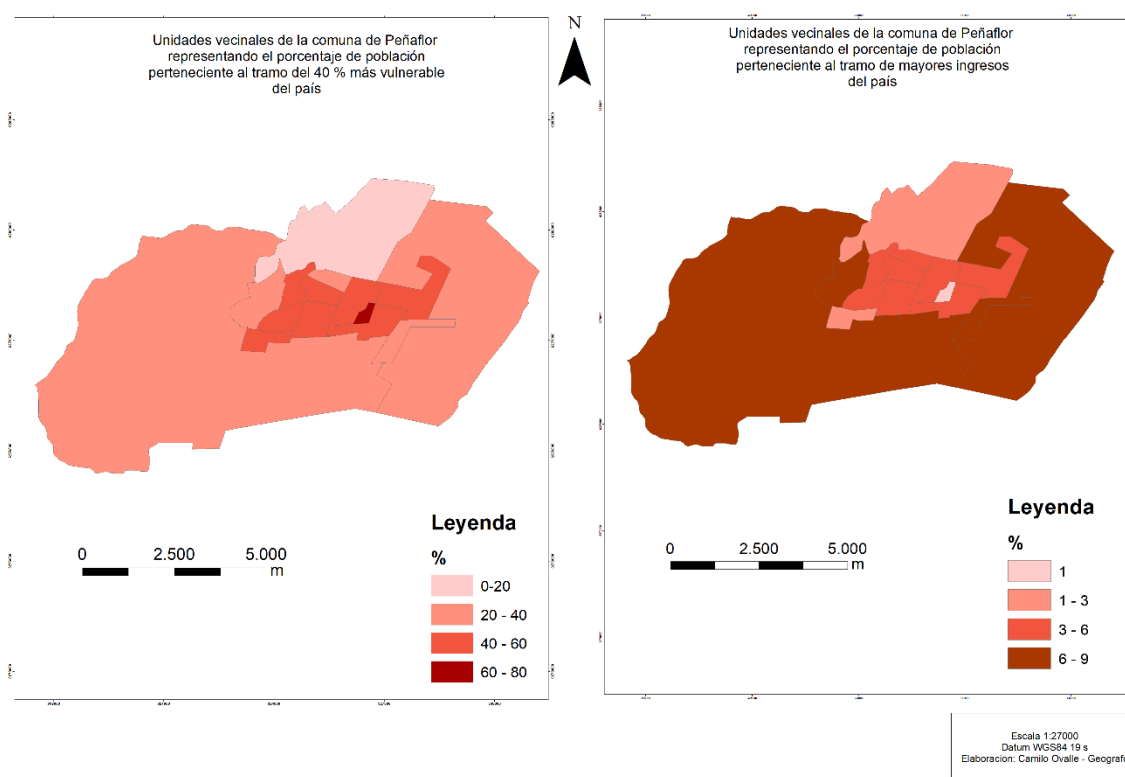 Unidades vecinales de la comuna de Peñaflor
representando el porcentaje de población
perteneciente al tramo del 40 % más vulnerable
del país
N
Unidades vecinales de la comuna de Peñaflor
representando el porcentaje de población
perteneciente al tramo de mayores ingresos
del país
Leyenda
%
0-20
20 - 40
40 - 60
60 - 80
0 2.500 5.000
m
Leyenda
%
1
1 - 3
3 - 6
6 - 9
0 2.500 5.000
m
Escala 1:27000
Datum WGS84 19 s
Elaboracion: Camilo Ovalle - Geografo